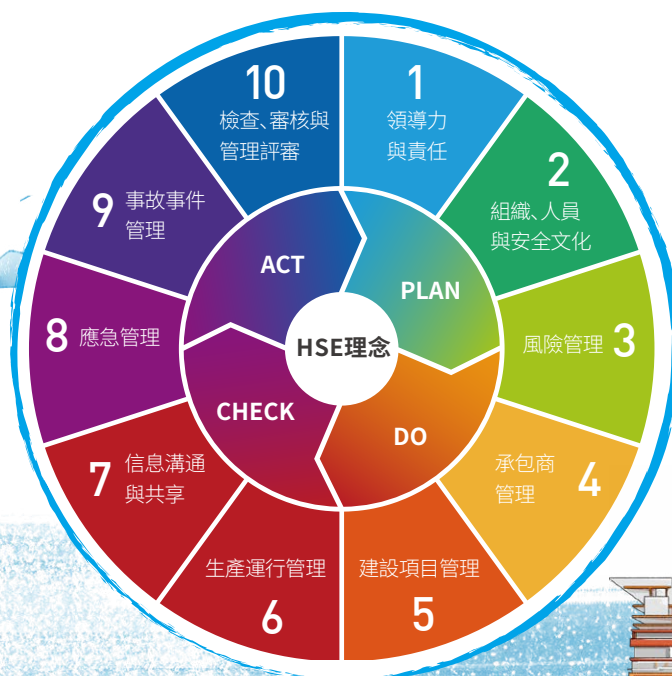 1
領導力
與責任
2
組織、人員
與安全文化
風險管理 3
承包商
管理
4
建設項目管理
5
生產運行管理
6
7
信息溝通
與共享
8 應急管理
9
事故事件
管理
10
檢查、審核與
管理評審
PLAN
DO
CHECK
ACT
HSE理念